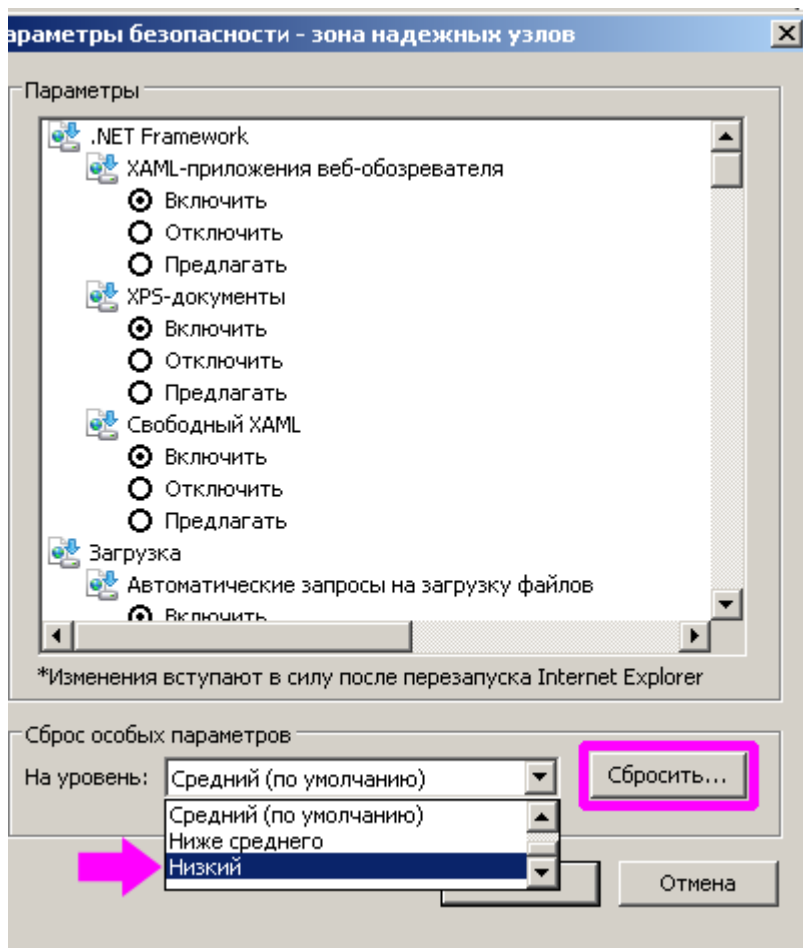 араметры безопасности - зона надежных узлов
Параметры
.NET Framework
XAML-приложения веб-обозревателя
Включить
Отключить
Предлагать
XPS-документы
Включить
Отключить
Предлагать
Свободный XAML
Включить
Отключить
Предлагать
Загрузка
Автоматические запросы на загрузку файлов
Включить
*Изменения вступают в силу после перезапуска Internet Explorer
Сброс особых параметров
На уровень: Средний (по умолчанию) Сбросить...
Средний (по умолчанию)
Ниже среднего
Низкий
Отмена